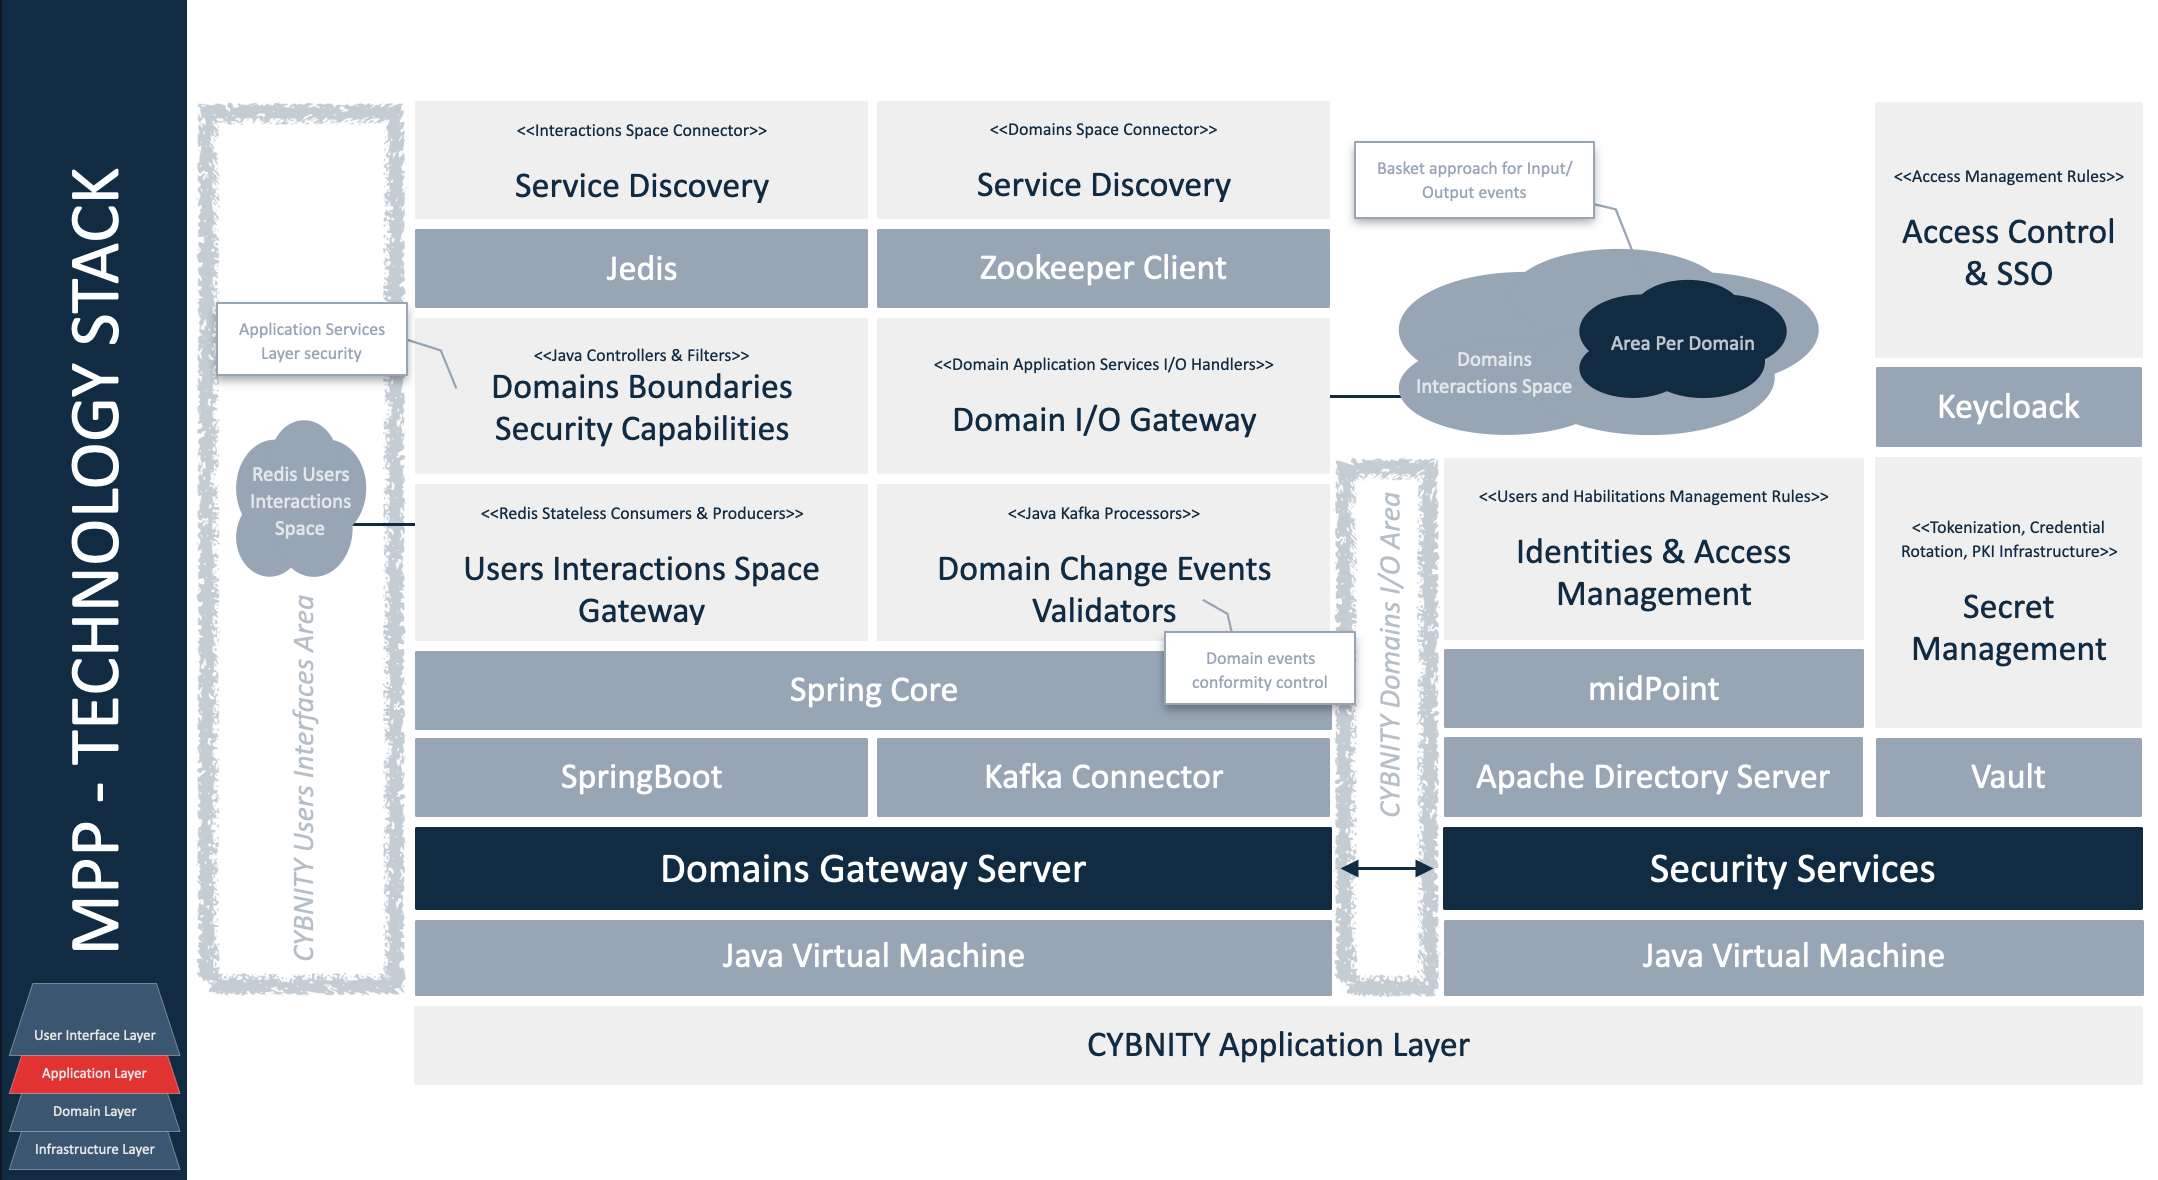 MPP - TECHNOLOGY STACK
User Interface Layer
Application Layer
Domain Layer
Infrastructure Layer
Application Services
Layer security
Redis Users
Interactions
Space
CYBNITY Users Interfaces Area
<<Interactions Space Connector>>
Service Discovery
Jedis
<<Java Controllers & Filters>>
Domains Boundaries
Security Capabilities
<<Redis Stateless Consumers & Producers>>
Users Interactions Space
Gateway
<<Domains Space Connector>>
Service Discovery
Zookeeper Client
<<Domain Application Services I/O Handlers>>
Domain I/O Gateway
<<Java Kafka Processors>>
Domain Change Events
Validators
Domain events
conformity control
Spring Core
SpringBoot
Kafka Connector
Domains Gateway Server
Java Virtual Machine
Basket approach for Input/
Output events
Domains
Interactions Space
Area Per Domain
CYBNITY Domains I/O Area
<<Users and Habilitations Management Rules>>
Identities & Access
Management
midPoint
Apache Directory Server
<<Access Management Rules>>
Access Control
& SSO
Keycloack
<<Tokenization, Credential
Rotation, PKI Infrastructure>>
Secret
Management
Vault
Security Services
Java Virtual Machine
CYBNITY Application Layer